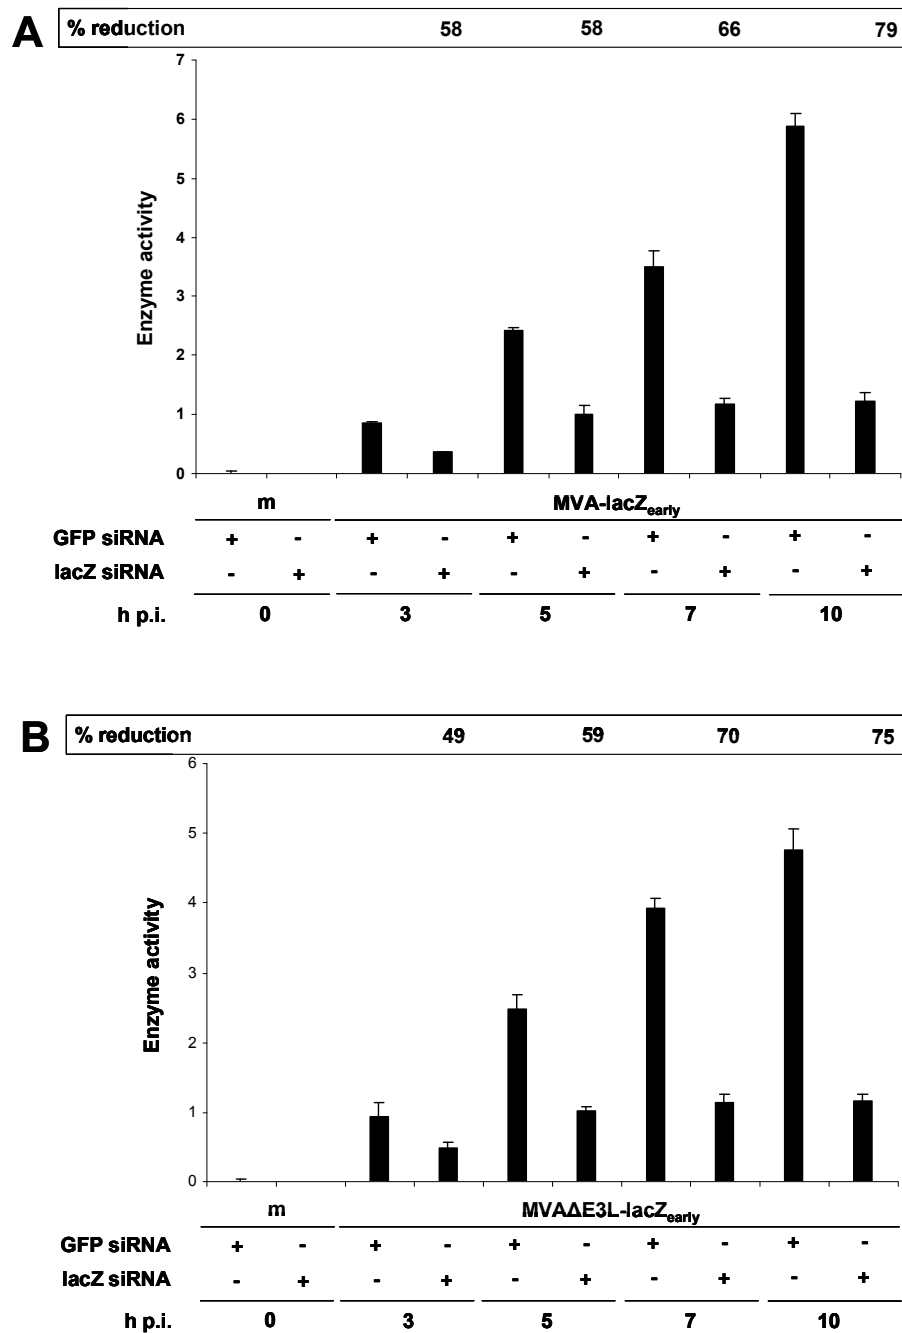 A
% reduction 58 58 66 79
7
6
5
4
3
2
1
0
Enzyme activity
m MVA-lacZearly
GFP siRNA + - + - + - + - + -
lacZ siRNA - + - + - + - + - +
h p.i. 0 3 5 7 10
B
% reduction 49 59 70 75
6
5
4
3
2
1
0
Enzyme activity
m MVAΔE3L-lacZearly
GFP siRNA + - + - + - + - + -
lacZ siRNA - + - + - + - + - +
h p.i. 0 3 5 7 10